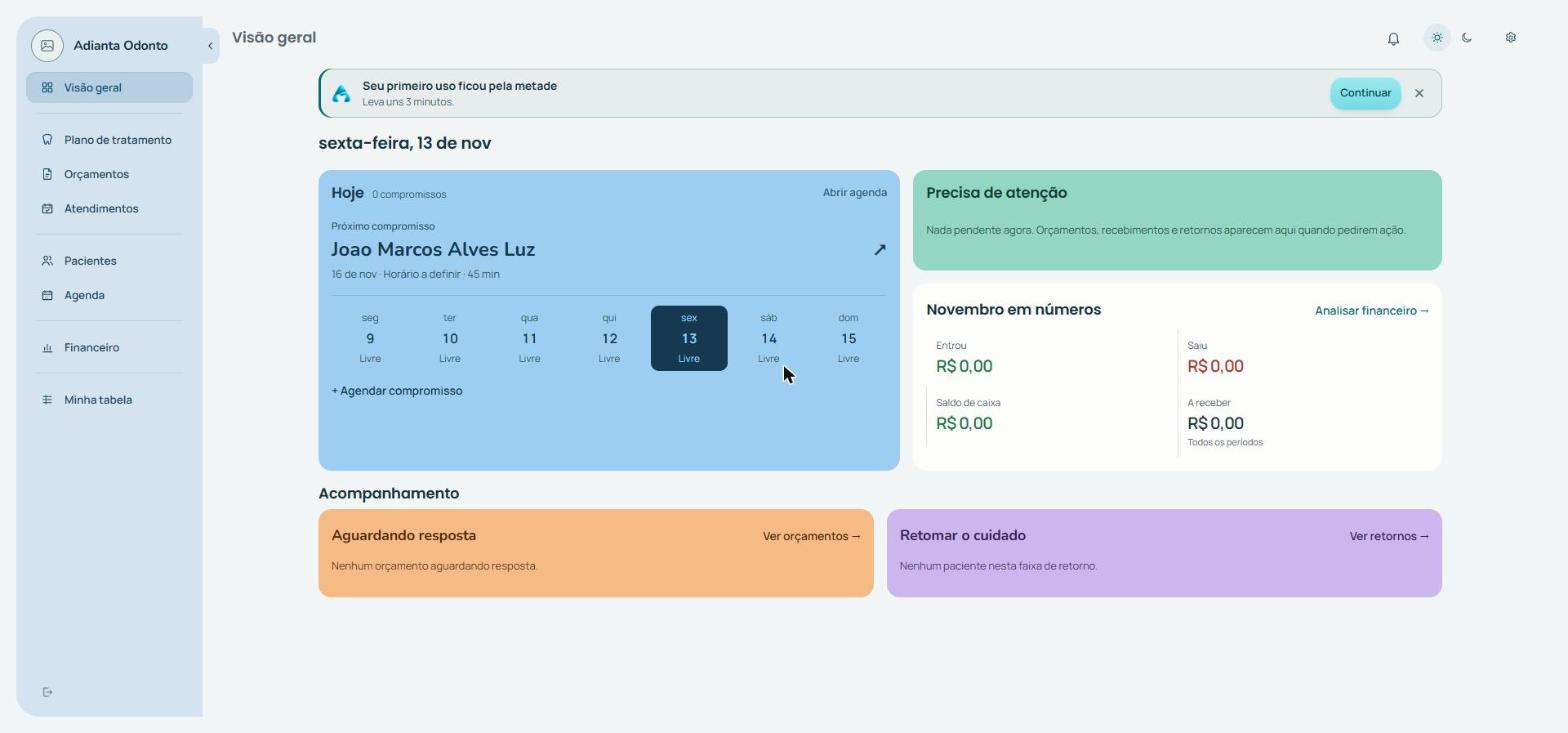 Adianta Odonto
Visão geral
Plano de tratamento
Orçamentos
Atendimentos
Pacientes
Agenda
Financeiro
Minha tabela
Visão geral
Seu primeiro uso ficou pela metade
Leva uns 3 minutos.
Continuar
sexta-feira, 13 de nov
Hoje 0 compromissos Abrir agenda
Próximo compromisso
Joao Marcos Alves Luz ↗
16 de nov · Horário a definir · 45 min
seg ter qua qui sex sáb dom
9 10 11 12 13 14 15
Livre Livre Livre Livre Livre Livre Livre
+ Agendar compromisso
Precisa de atenção
Nada pendente agora. Orçamentos, recebimentos e retornos aparecem aqui quando pedirem ação.
Novembro em números Analisar financeiro →
Entrou Saiu
R$ 0,00 R$ 0,00
Saldo de caixa A receber
R$ 0,00 R$ 0,00
Todos os períodos
Acompanhamento
Aguardando resposta Ver orçamentos →
Nenhum orçamento aguardando resposta.
Retomar o cuidado Ver retornos →
Nenhum paciente nesta faixa de retorno.